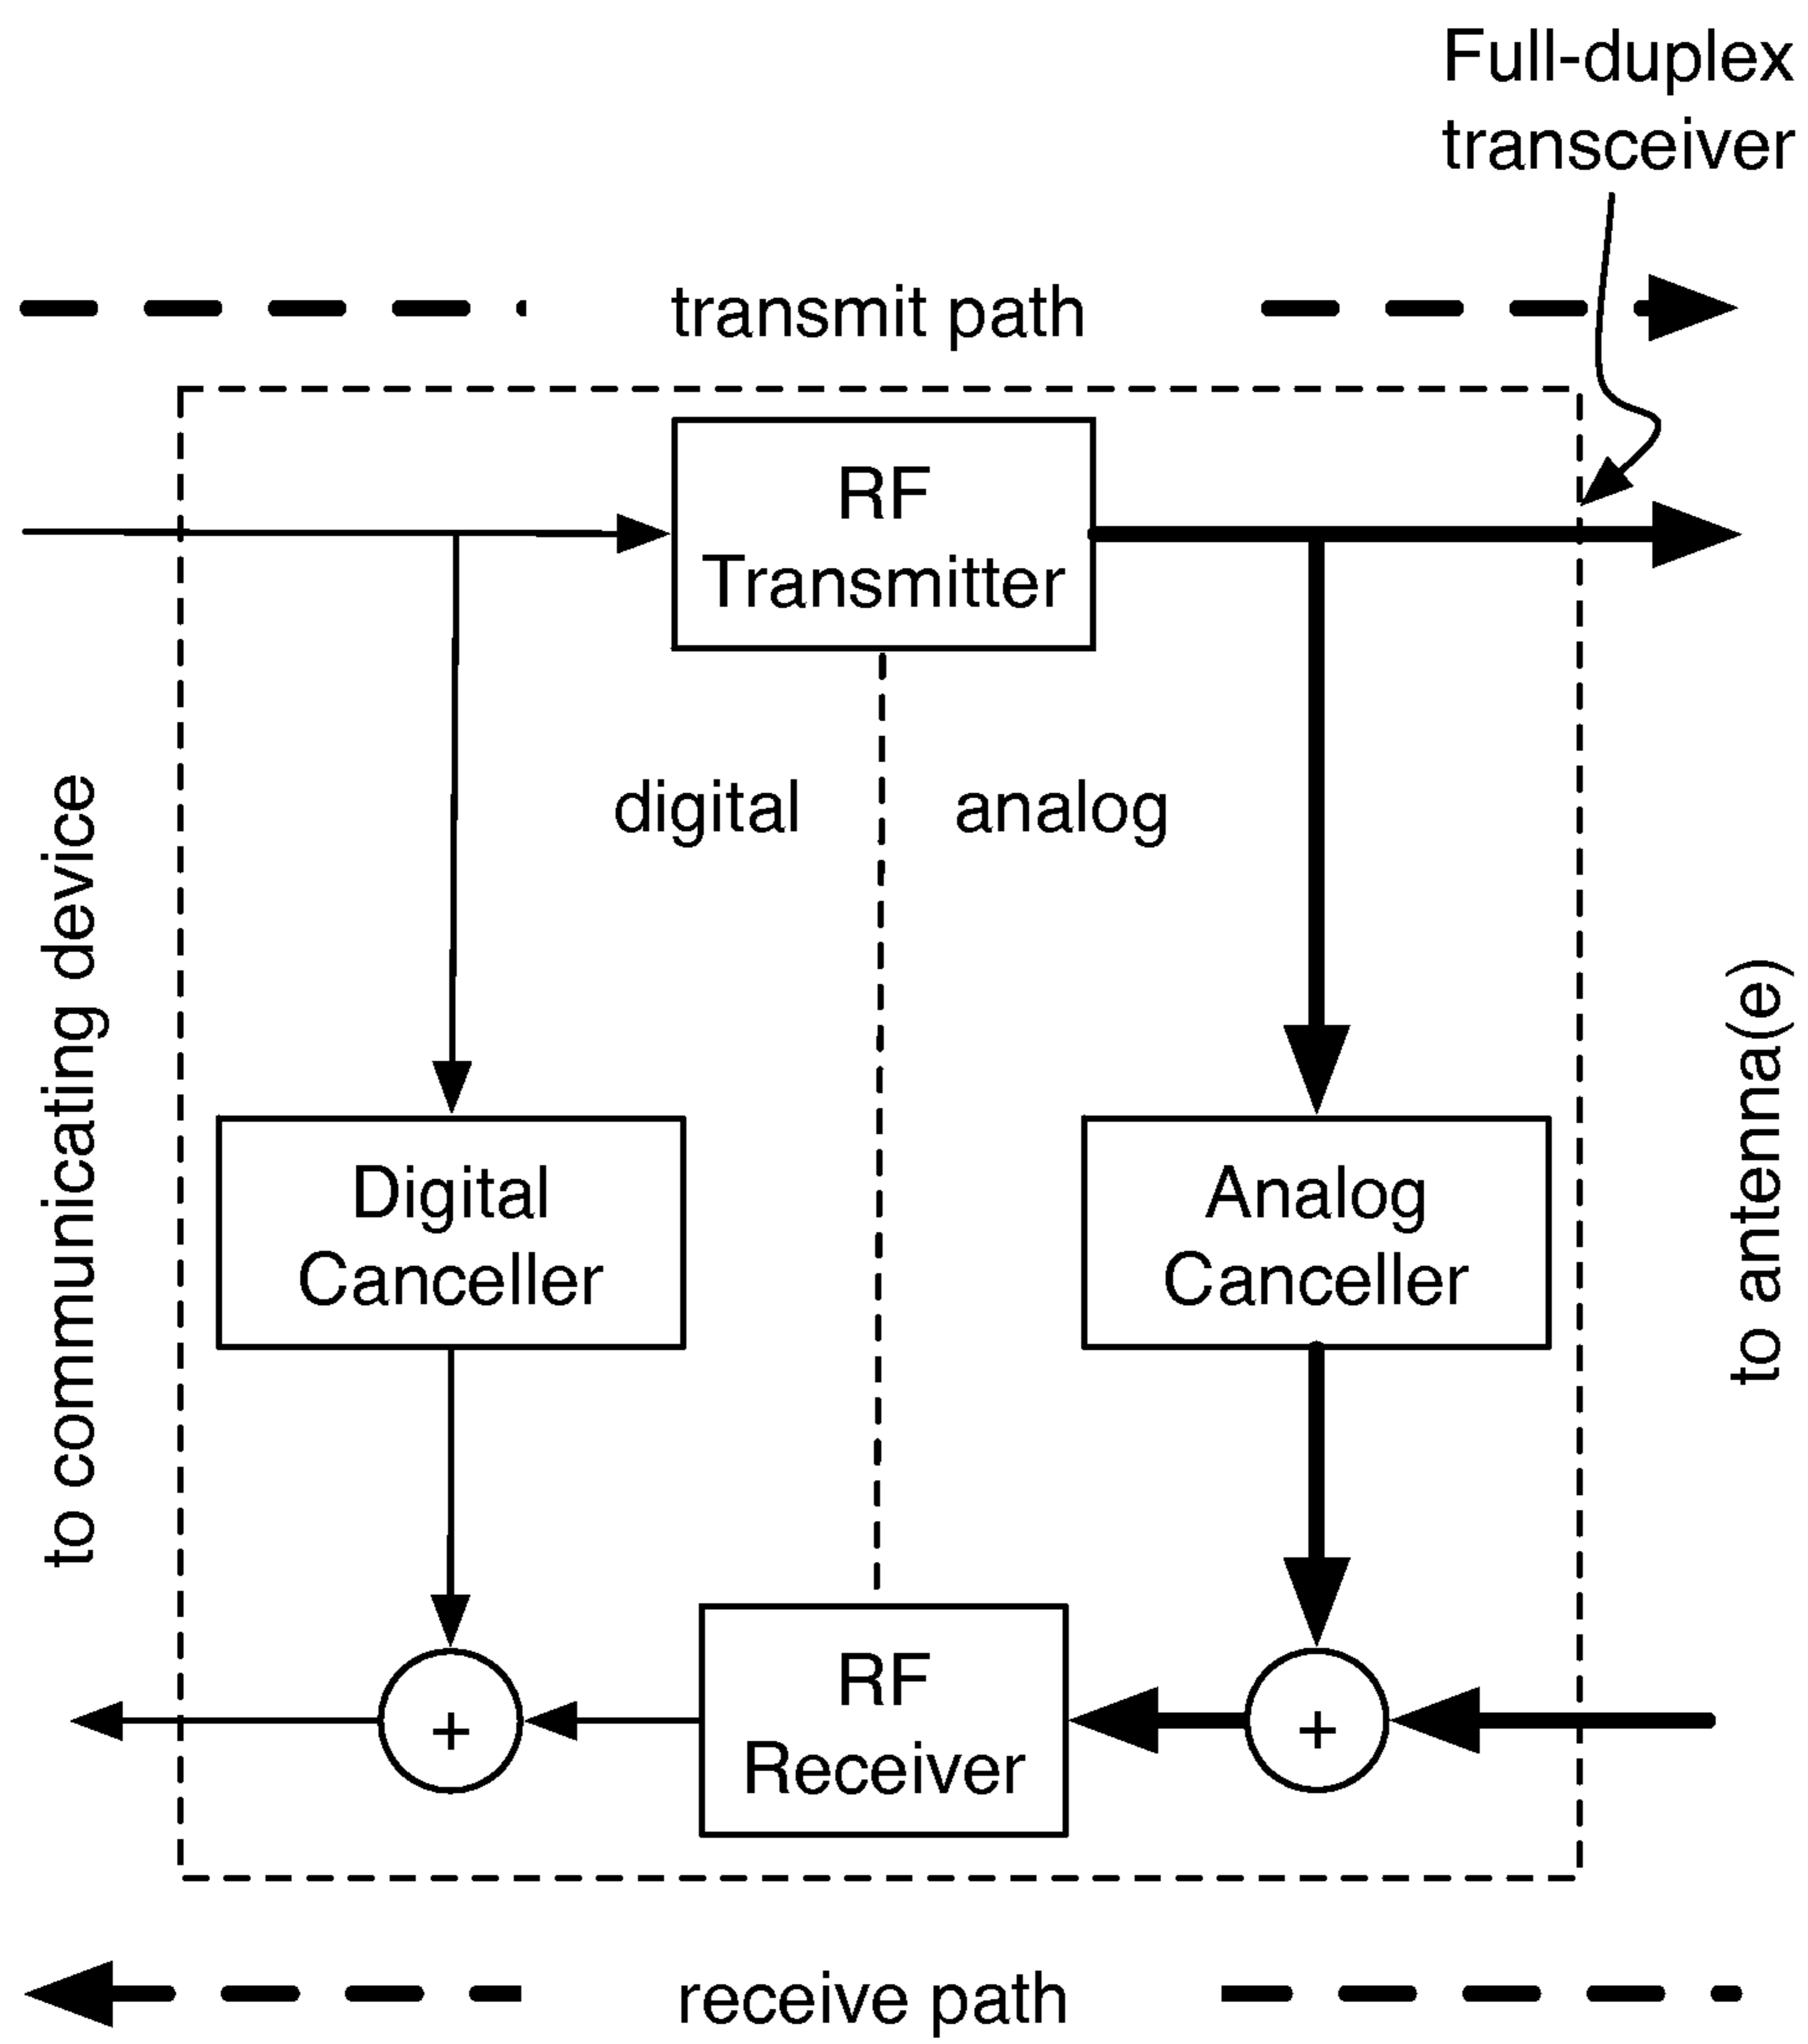 Full-duplex
transceiver
transmit path
RF
Transmitter
digital
analog
to communicating device
to antenna(e)
Digital
Canceller
Analog
Canceller
+
RF
Receiver
+
receive path